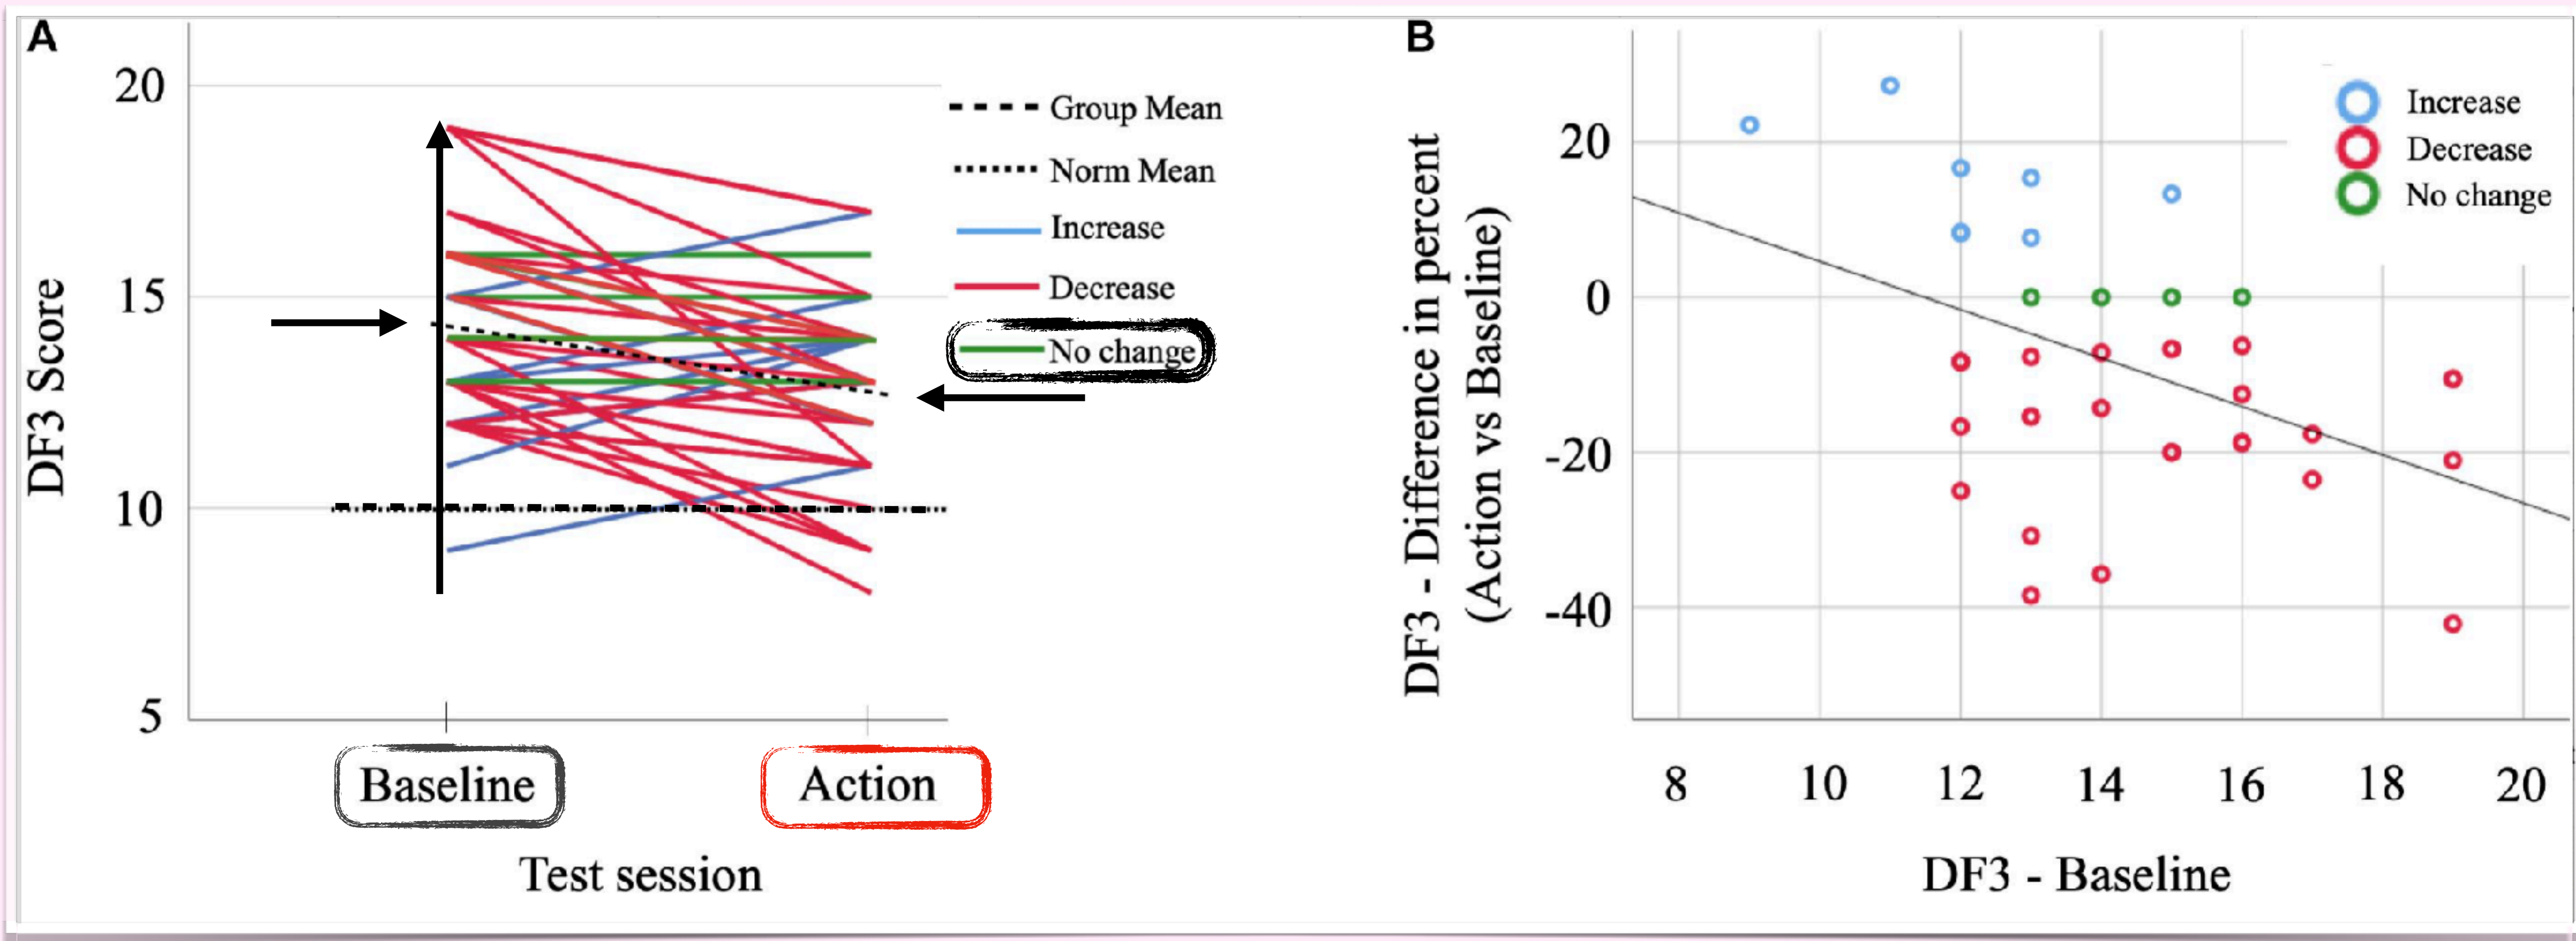 A
20
15
10
5
DF3 Score
Baseline
Action
Test session
Group Mean
Norm Mean
Increase
Decrease
No change
B
20
0
-20
-40
DF3 - Difference in percent
(Action vs Baseline)
8 10 12 14 16 18 20
DF3 - Baseline
Increase
Decrease
No change